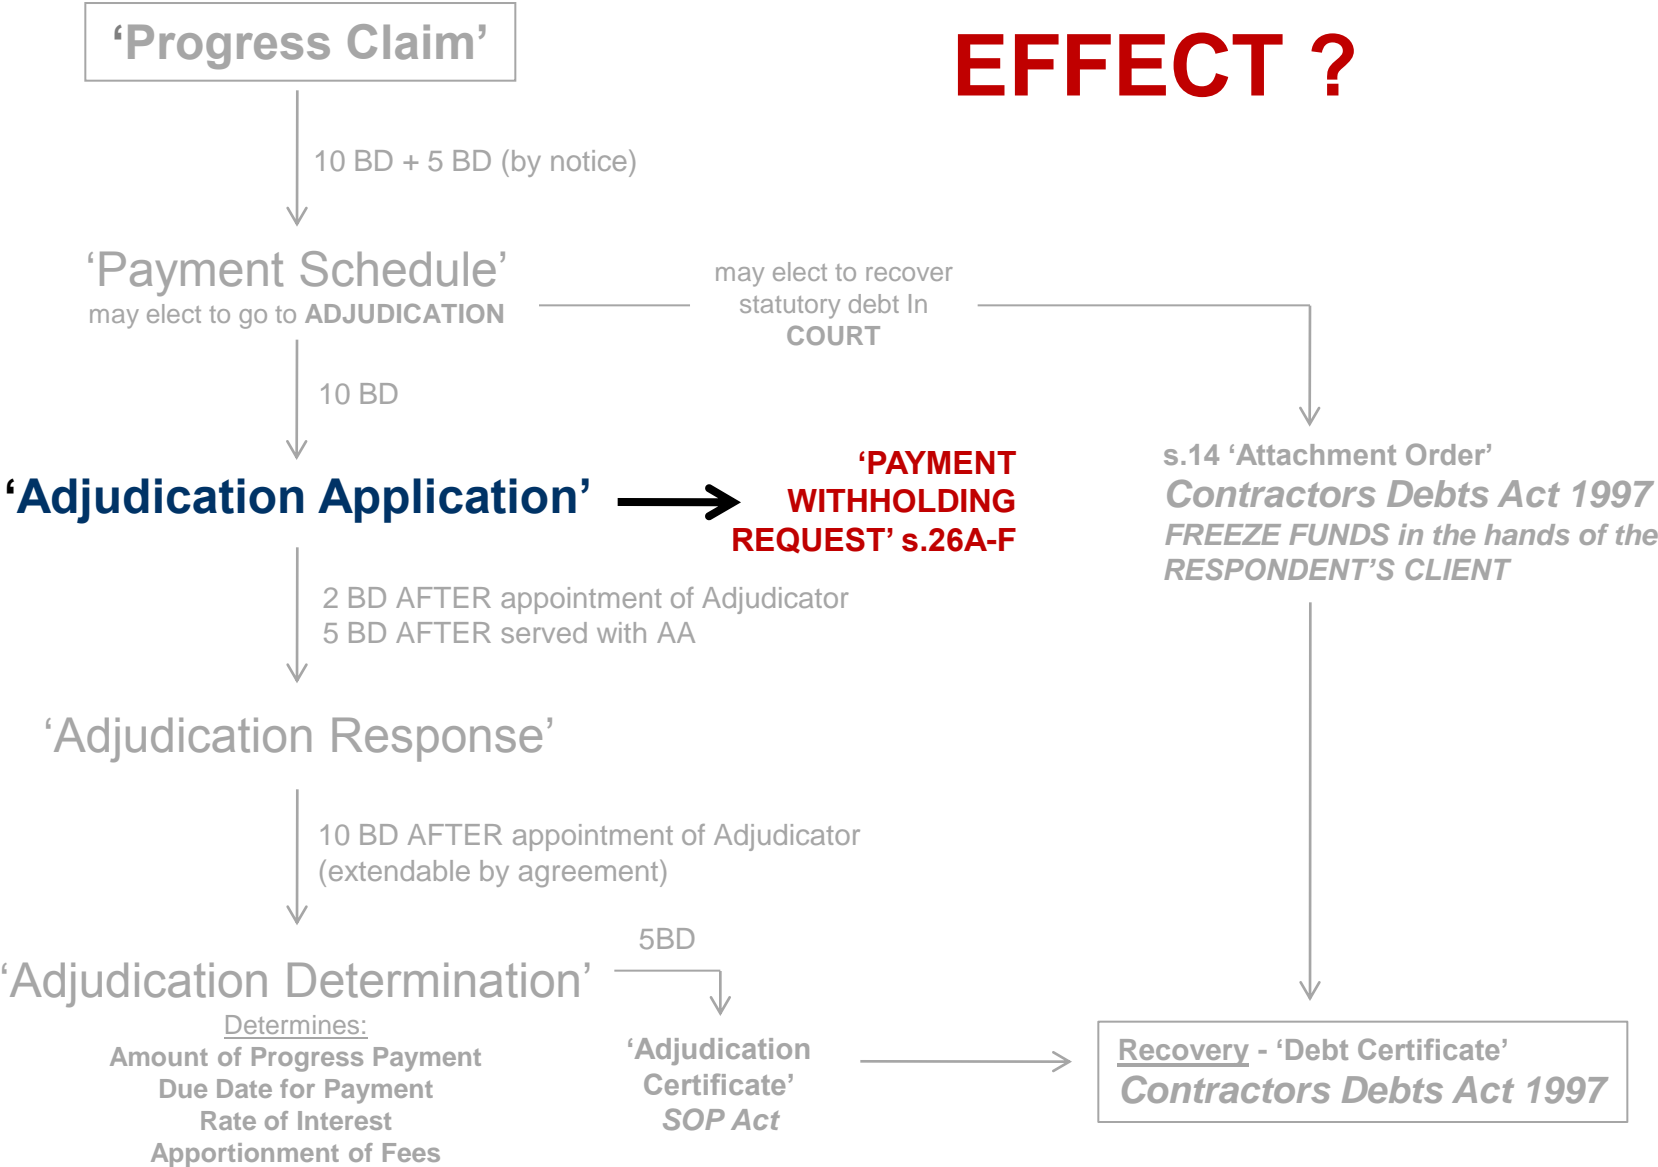 ‘Progress Claim’
EFFECT ?
10 BD + 5 BD (by notice)
‘Payment Schedule’
may elect to go to ADJUDICATION
may elect to recover
statutory debt In
COURT
10 BD
‘Adjudication Application’
‘PAYMENT
WITHHOLDING
REQUEST’ s.26A-F
s.14 ‘Attachment Order’
Contractors Debts Act 1997
FREEZE FUNDS in the hands of the
RESPONDENT’S CLIENT
2 BD AFTER appointment of Adjudicator
5 BD AFTER served with AA
‘Adjudication Response’
10 BD AFTER appointment of Adjudicator
(extendable by agreement)
5BD
‘Adjudication Determination’
Determines:
Amount of Progress Payment
Due Date for Payment
Rate of Interest
Apportionment of Fees
‘Adjudication
Certificate’
SOP Act
Recovery - ‘Debt Certificate’
Contractors Debts Act 1997